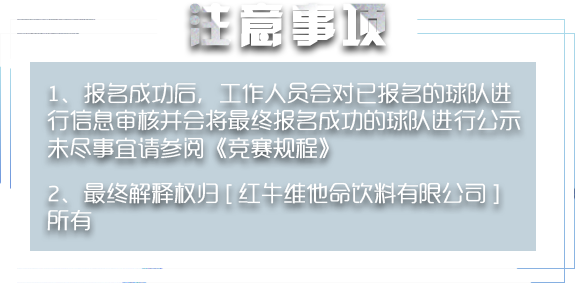 注意事项
1、报名成功后，工作人员会对已报名的球队进
行信息审核并会将最终报名成功的球队进行公示
未尽事宜请参阅《竞赛规程》
2、最终解释权归[红牛维他命饮料有限公司]
所有